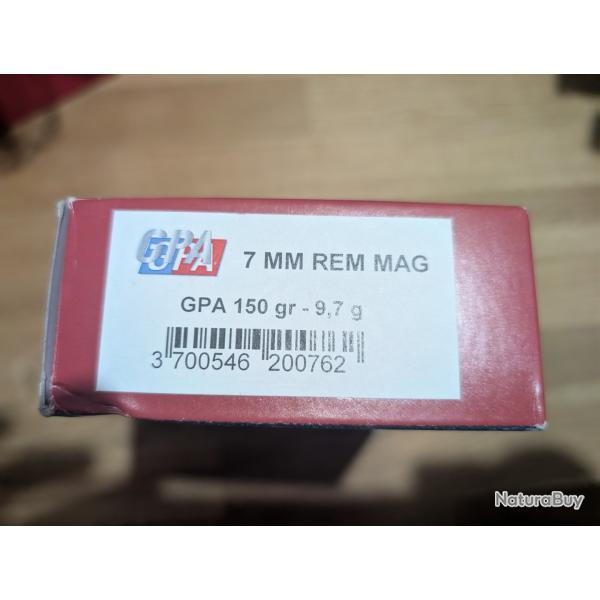 GPA 7 MM REM MAG
GPA 150 gr - 9,7 g
3 700546 200762
NaturaBuy